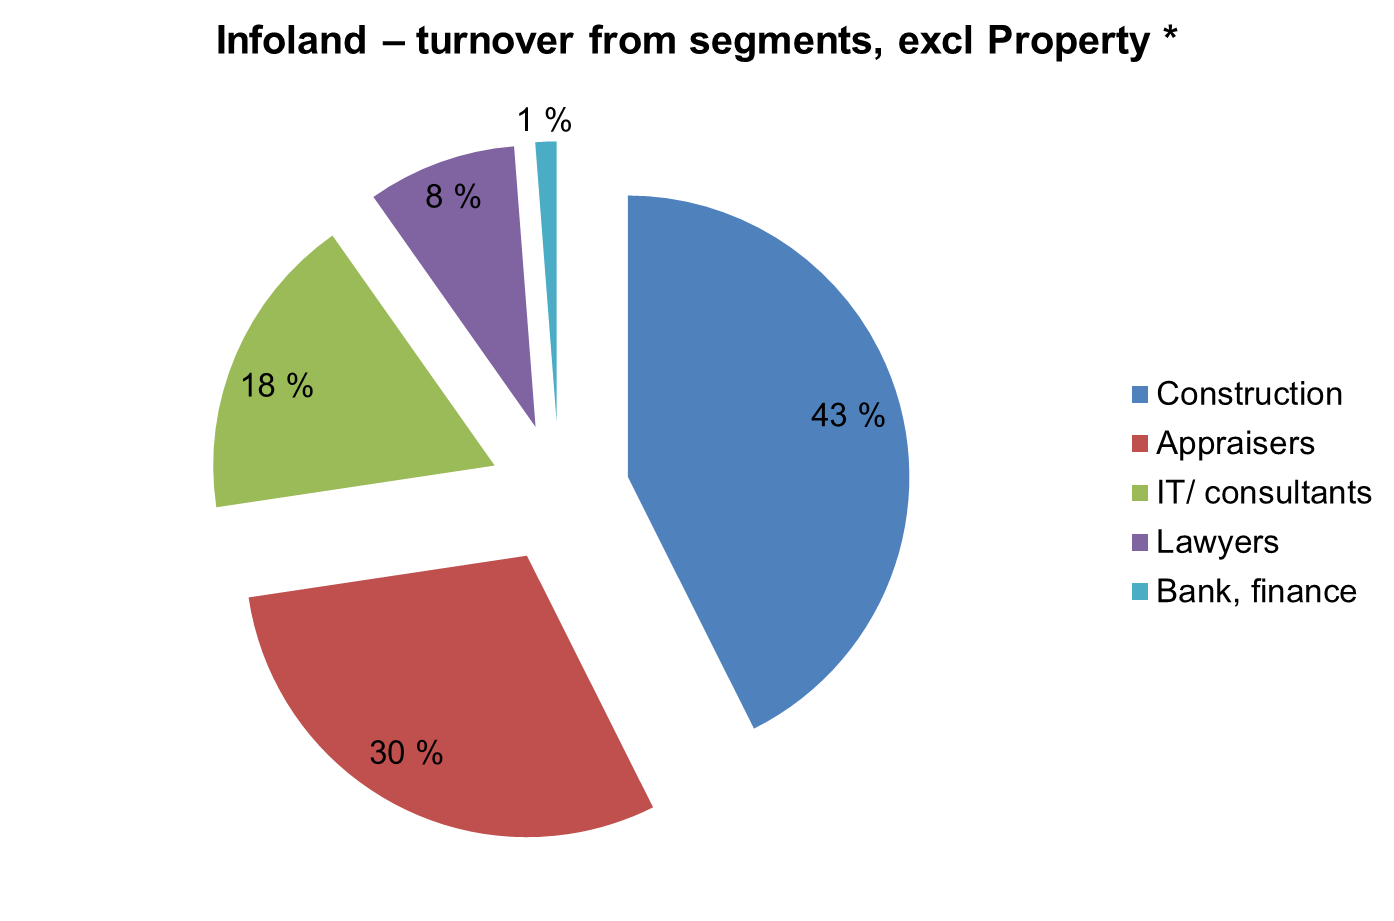 Infoland – turnover from segments, excl Property *
1 %
8 %
18 %
43 %
30 %
Construction
Appraisers
IT/ consultants
Lawyers
Bank, finance